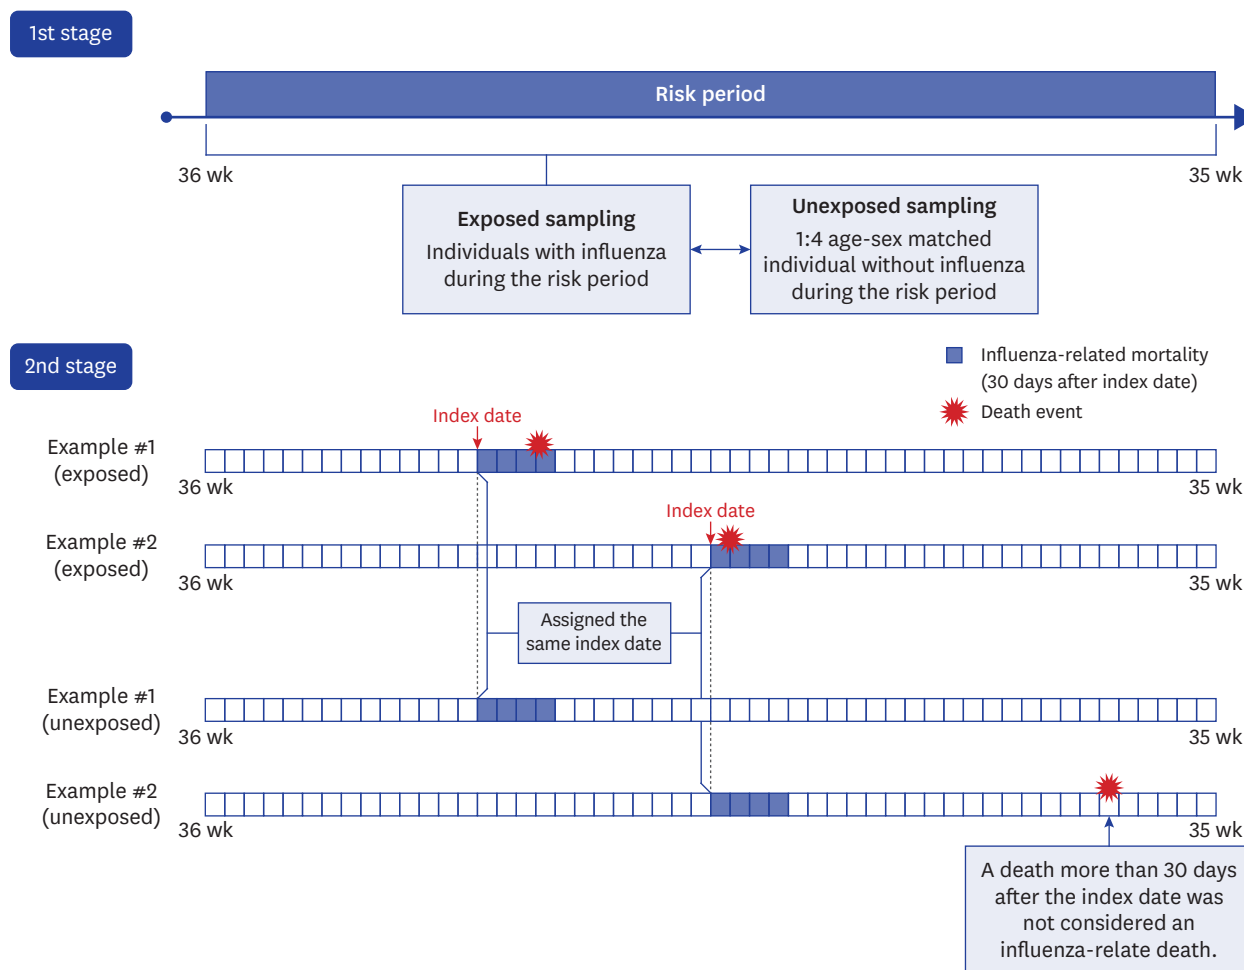 1st stage
Risk period
36 wk
35 wk
Exposed sampling
Individuals with influenza
during the risk period
Unexposed sampling
1:4 age-sex matched
individual without influenza
during the risk period
2nd stage
Influenza-related mortality
(30 days after index date)
Death event
Index date
Example #1
(exposed)
36 wk
35 wk
Index date
Example #2
(exposed)
36 wk
35 wk
Assigned the
same index date
Example #1
(unexposed)
36 wk
35 wk
Example #2
(unexposed)
36 wk
35 wk
A death more than 30 days
after the index date was
not considered an
influenza-relate death.